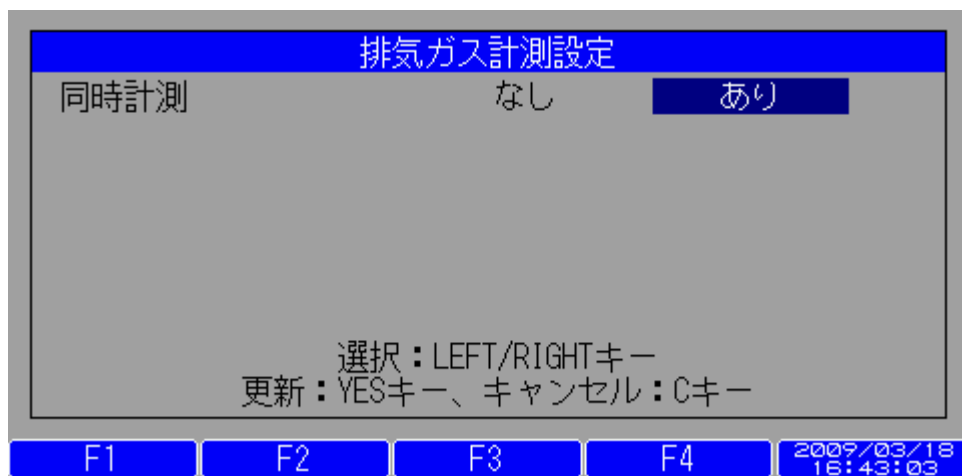 排気ガス計測設定
同時計測 なし あり
選択：LEFT/RIGHTキー
更新：YESキー、キャンセル：Cキー
F1 F2 F3 F4 2009/03/18
16:43:03